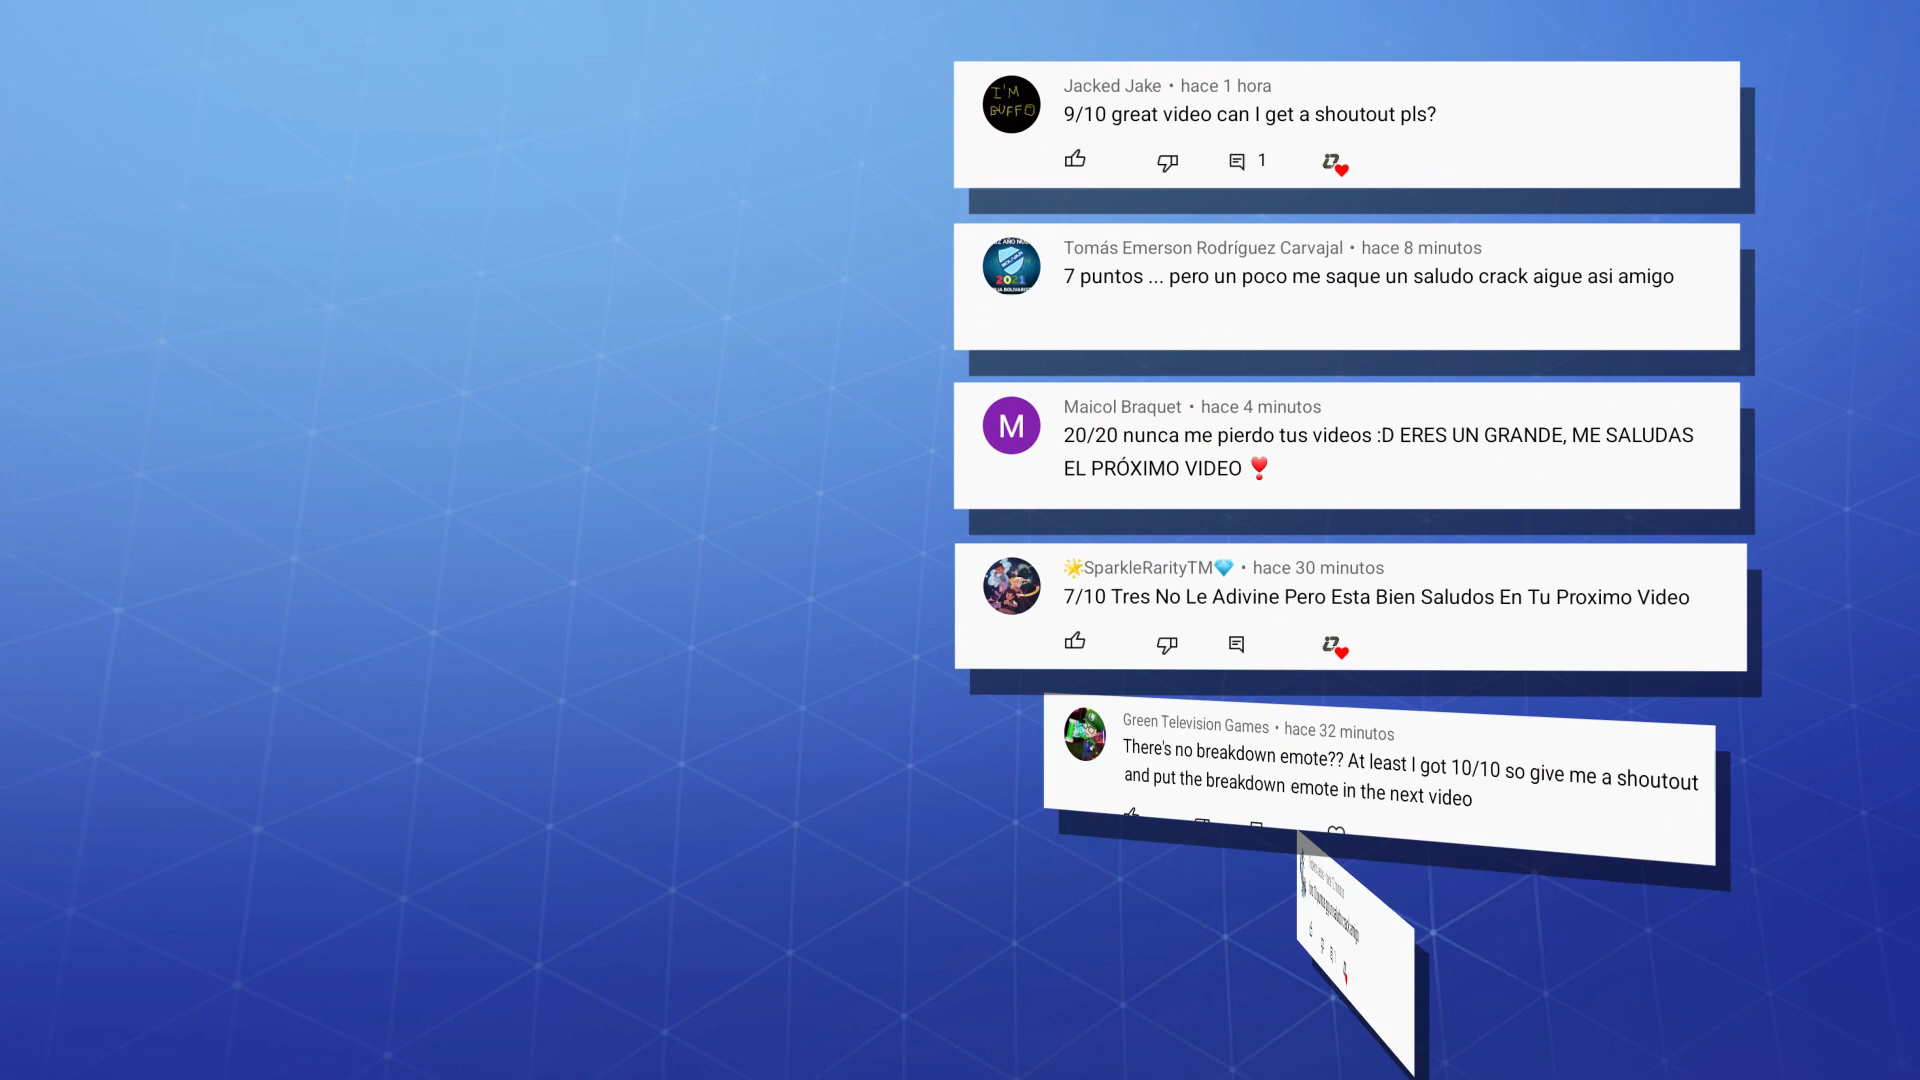 I'M
BUFF
Jacked Jake • hace 1 hora
9/10 great video can I get a shoutout pls?
1
AÑO
BOLIVAR
2021
Tomás Emerson Rodríguez Carvajal • hace 8 minutos
7 puntos ... pero un poco me saque un saludo crack aigue asi amigo
M
Maicol Braquet • hace 4 minutos
20/20 nunca me pierdo tus videos :D ERES UN GRANDE, ME SALUDAS
EL PRÓXIMO VIDEO ❣️
🌟SparkleRarityTM💎 • hace 30 minutos
7/10 Tres No Le Adivine Pero Esta Bien Saludos En Tu Proximo Video
Green Television Games • hace 32 minutos
There's no breakdown emote?? At least I got 10/10 so give me a shoutout
and put the breakdown emote in the next video